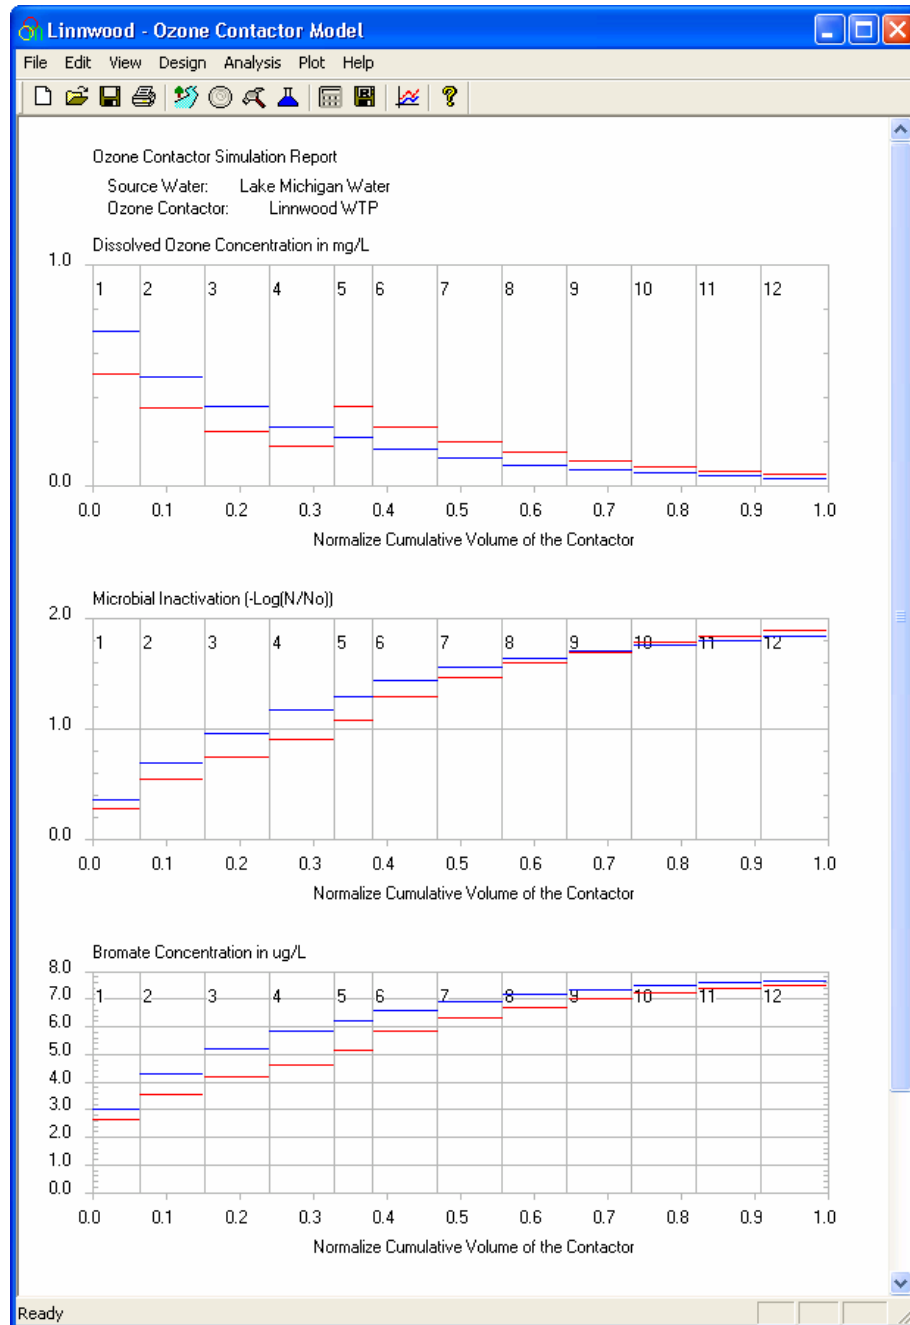 Linnwood - Ozone Contactor Model
File Edit View Design Analysis Plot Help
Ozone Contactor Simulation Report
Source Water: Lake Michigan Water
Ozone Contactor: Linnwood WTP
Dissolved Ozone Concentration in mg/L
1.0
1 2 3 4 5 6 7 8 9 10 11 12
0.0
0.0 0.1 0.2 0.3 0.4 0.5 0.6 0.7 0.8 0.9 1.0
Normalize Cumulative Volume of the Contactor
Microbial Inactivation (-Log(N/No))
2.0
1 2 3 4 5 6 7 8 9 10 11 12
1.0
0.0
0.0 0.1 0.2 0.3 0.4 0.5 0.6 0.7 0.8 0.9 1.0
Normalize Cumulative Volume of the Contactor
Bromate Concentration in ug/L
8.0
7.0 1 2 3 4 5 6 7 8 9 10 11 12
6.0
5.0
4.0
3.0
2.0
1.0
0.0
0.0 0.1 0.2 0.3 0.4 0.5 0.6 0.7 0.8 0.9 1.0
Normalize Cumulative Volume of the Contactor
Ready